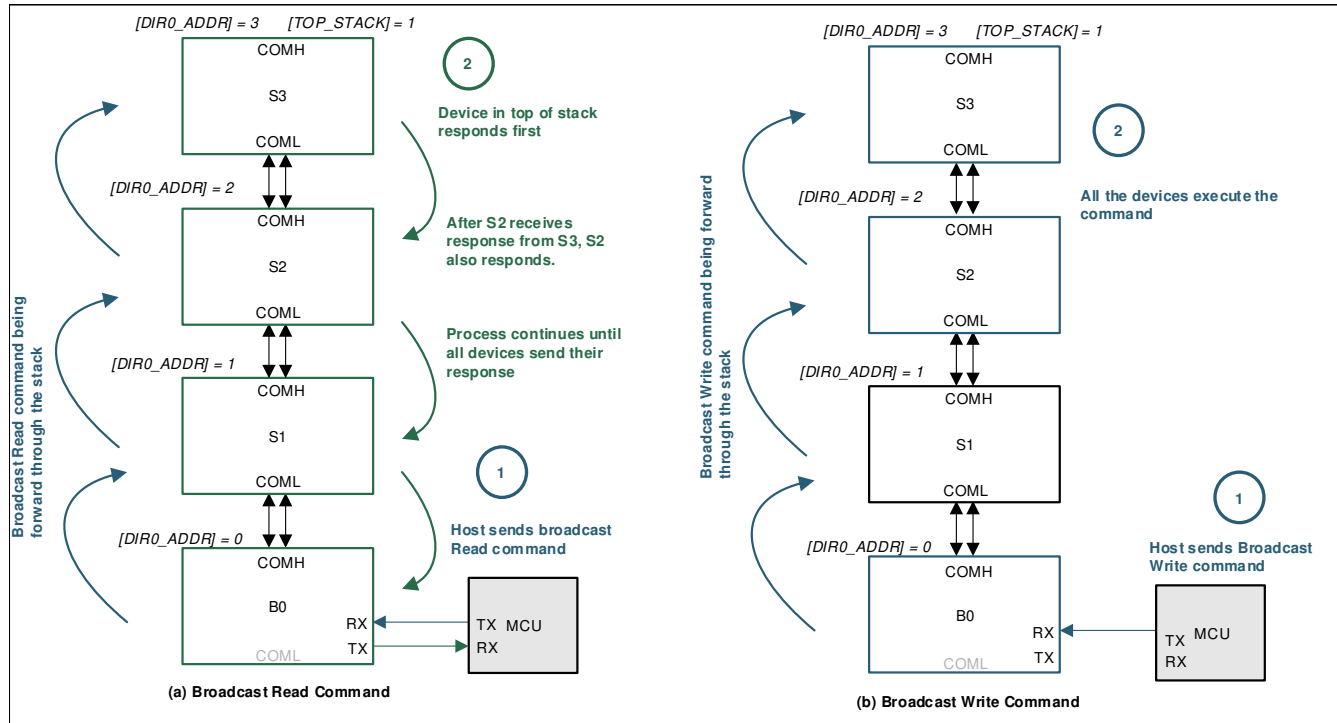 [DIR0_ADDR] = 3 [TOP_STACK] = 1
COMH
S3
COML
2
Device in top of stack
responds first
[DIR0_ADDR] = 2
COMH
S2
COML
After S2 receives
response from S3, S2
also responds.
[DIR0_ADDR] = 1
COMH
S1
COML
Process continues until
all devices send their
response
1
Host sends broadcast
Read command
[DIR0_ADDR] = 0
COMH
B0
RX
TX
COML
TX MCU
RX
Broadcast Read command being
forward through the stack
(a) Broadcast Read Command
[DIR0_ADDR] = 3 [TOP_STACK] = 1
COMH
S3
COML
2
All the devices execute the
command
[DIR0_ADDR] = 2
COMH
S2
COML
[DIR0_ADDR] = 1
COMH
S1
COML
1
Host sends Broadcast
Write command
[DIR0_ADDR] = 0
COMH
B0
RX
TX
COML
TX MCU
RX
Broadcast Write command being forward
through the stack
(b) Broadcast Write Command